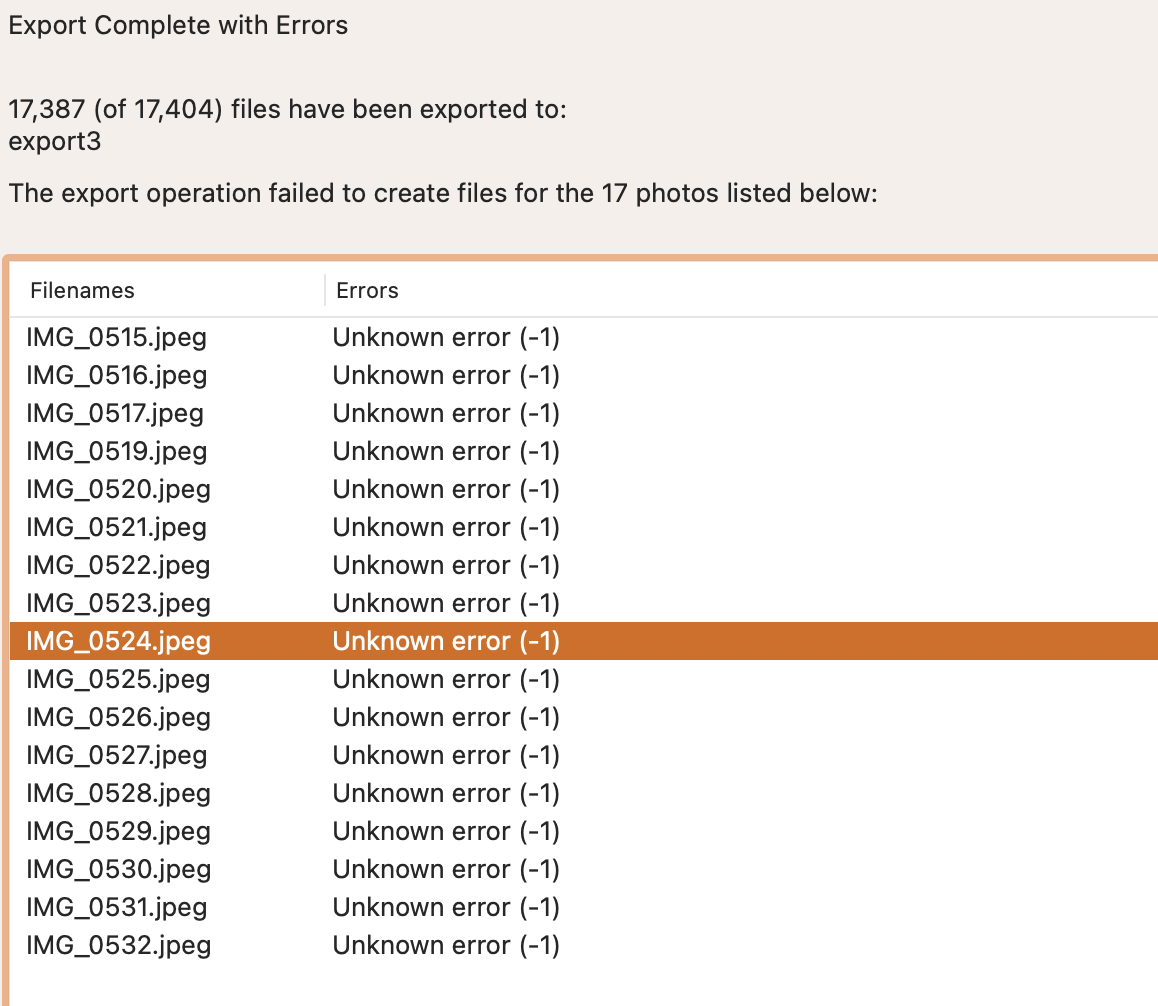 Export Complete with Errors
17,387 (of 17,404) files have been exported to:
export3
The export operation failed to create files for the 17 photos listed below:
Filenames Errors
IMG_0515.jpeg Unknown error (-1)
IMG_0516.jpeg Unknown error (-1)
IMG_0517.jpeg Unknown error (-1)
IMG_0519.jpeg Unknown error (-1)
IMG_0520.jpeg Unknown error (-1)
IMG_0521.jpeg Unknown error (-1)
IMG_0522.jpeg Unknown error (-1)
IMG_0523.jpeg Unknown error (-1)
IMG_0524.jpeg Unknown error (-1)
IMG_0525.jpeg Unknown error (-1)
IMG_0526.jpeg Unknown error (-1)
IMG_0527.jpeg Unknown error (-1)
IMG_0528.jpeg Unknown error (-1)
IMG_0529.jpeg Unknown error (-1)
IMG_0530.jpeg Unknown error (-1)
IMG_0531.jpeg Unknown error (-1)
IMG_0532.jpeg Unknown error (-1)